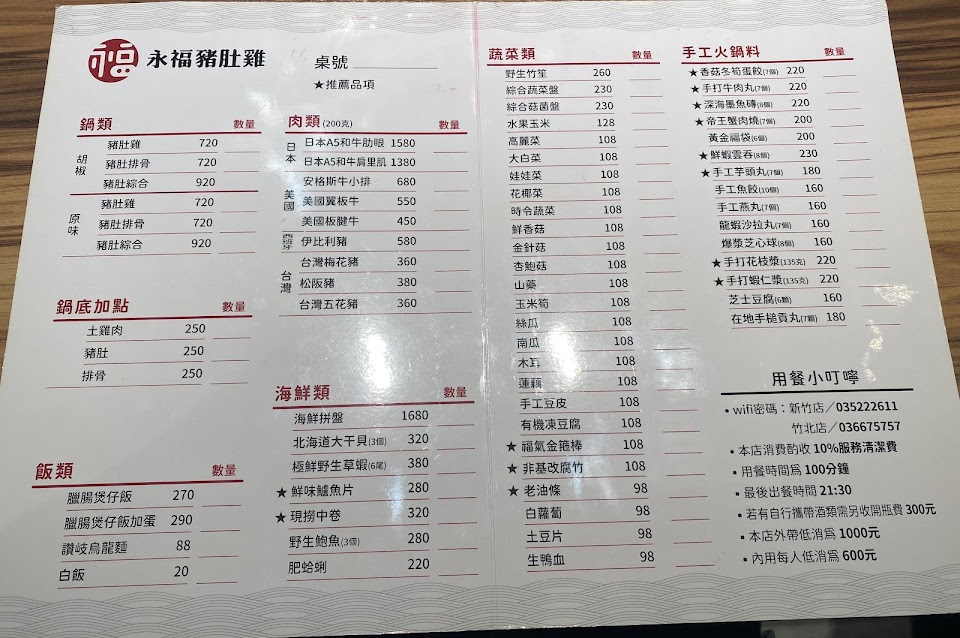 永福豬肚雞
桌號
★推薦品項
鍋類 數量
胡椒
豬肚雞 720
豬肚排骨 720
豬肚綜合 920
原味
豬肚雞 720
豬肚排骨 720
豬肚綜合 920
鍋底加點 數量
土雞肉 250
豬肚 250
排骨 250
飯類 數量
臘腸煲仔飯 270
臘腸煲仔飯加蛋 290
讚岐烏龍麵 88
白飯 20
肉類(200克) 數量
日本
日本A5和牛肋眼 1580
日本A5和牛肩里肌 1380
美國
安格斯牛小排 680
美國翼板牛 550
美國板腱牛 450
西班牙
伊比利豬 580
台灣
台灣梅花豬 360
松阪豬 380
台灣五花豬 360
海鮮類 數量
海鮮拼盤 1680
北海道大干貝(3個) 320
極鮮野生草蝦(6尾) 380
★ 鮮味鱸魚片 280
★ 現撈中卷 320
野生鮑魚(3個) 280
肥蛤蜊 220
蔬菜類 數量
野生竹笙 260
綜合蔬菜盤 230
綜合菇菌盤 230
水果玉米 128
高麗菜 108
大白菜 108
娃娃菜 108
花椰菜 108
時令蔬菜 108
鮮香菇 108
金針菇 108
杏鮑菇 108
山藥 108
玉米筍 108
絲瓜 108
南瓜 108
木耳 108
蓮藕 108
手工豆皮 108
有機凍豆腐 108
★ 福氣金箍棒 108
★ 非基改腐竹 108
★ 老油條 98
白蘿蔔 98
土豆片 98
生鴨血 98
手工火鍋料 數量
★香菇冬筍蛋餃(7個) 220
★手打牛肉丸(7個) 220
★深海墨魚磚(8個) 220
★帝王蟹肉燒(7個) 200
黃金福袋(6個) 200
★鮮蝦雲吞(8個) 230
★手工芋頭丸(7個) 180
手工魚餃(10個) 160
手工燕丸(7個) 160
龍蝦沙拉丸(7個) 160
爆漿芝心球(8個) 160
★手打花枝漿(135克) 220
★手打蝦仁漿(135克) 220
芝士豆腐(6顆) 160
在地手槌貢丸(7顆) 180
用餐小叮嚀
▪ wifi密碼：新竹店／035222611
竹北店／036675757
▪ 本店消費酌收 10%服務清潔費
▪ 用餐時間為 100分鐘
▪ 最後出餐時間 21:30
▪ 若有自行攜帶酒類需另收開瓶費 300元
▪ 本店外帶低消為 1000元
▪ 內用每人低消為 600元